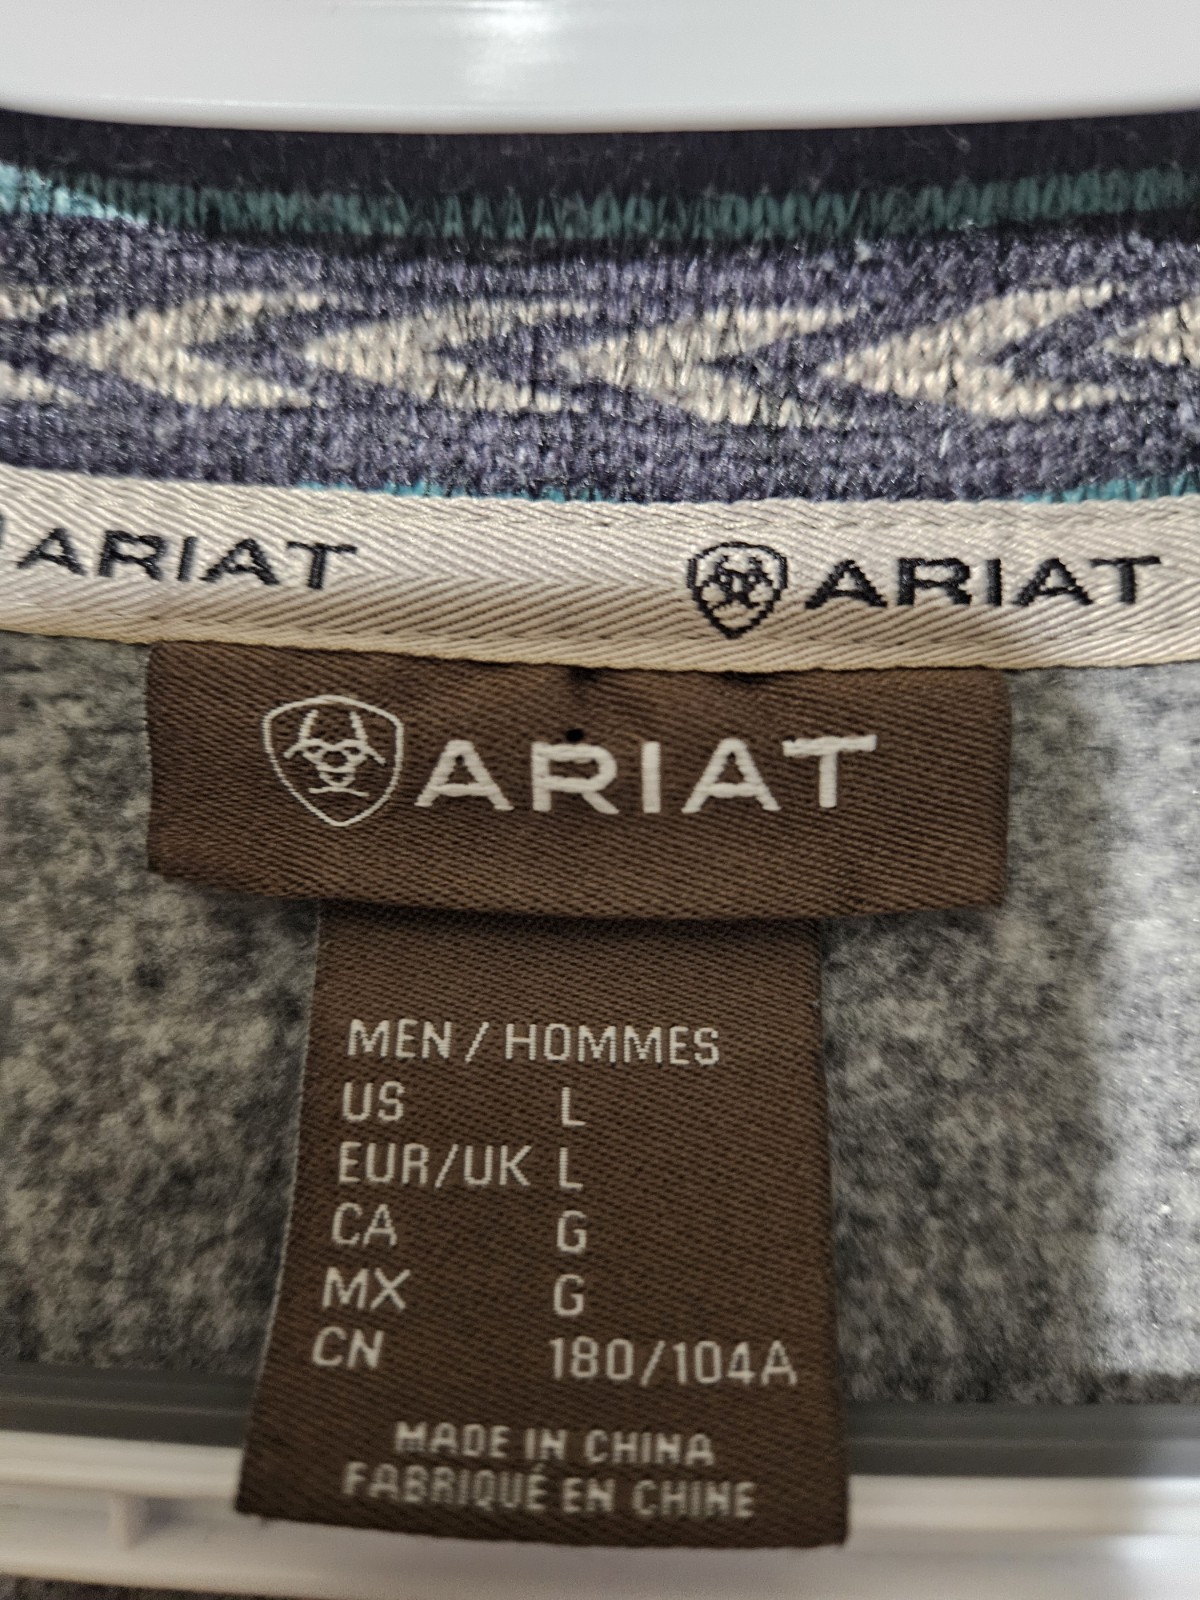 ARIAT ARIAT
ARIAT
MEN / HOMMES
US L
EUR/UK L
CA G
MX G
CN 180/104A
MADE IN CHINA
FABRIQUÉ EN CHINE